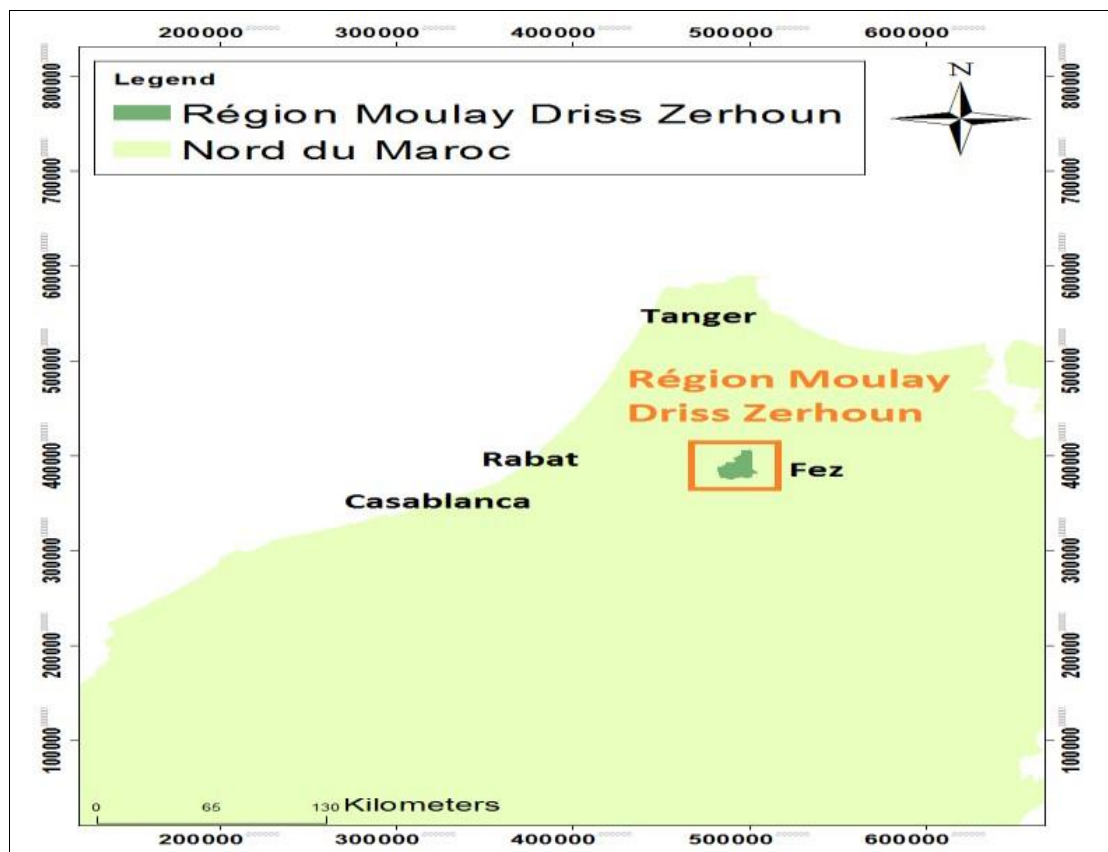 200000 300000 400000 500000 600000
Legend
Région Moulay Driss Zerhoun
Nord du Maroc
N
800000 800000
700000 700000
600000 600000
Tanger
500000 500000
Région Moulay
Driss Zerhoun
400000 400000
Rabat
Fez
Casablanca
300000 300000
200000 200000
100000 100000
0 65 130 Kilometers
200000 300000 400000 500000 600000